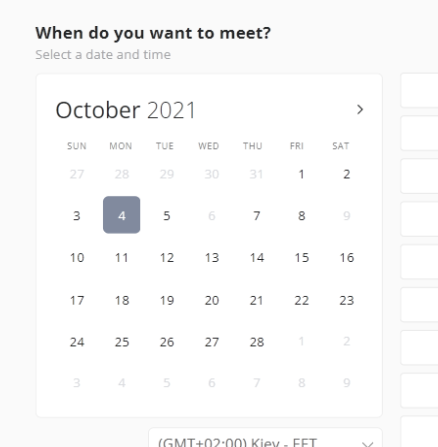 When do you want to meet?
Select a date and time
October 2021
SUN MON TUE WED THU FRI SAT
27 28 29 30 31 1 2
3 4 5 6 7 8 9
10 11 12 13 14 15 16
17 18 19 20 21 22 23
24 25 26 27 28 1 2
3 4 5 6 7 8 9
(GMT+02:00) Kiev - EET